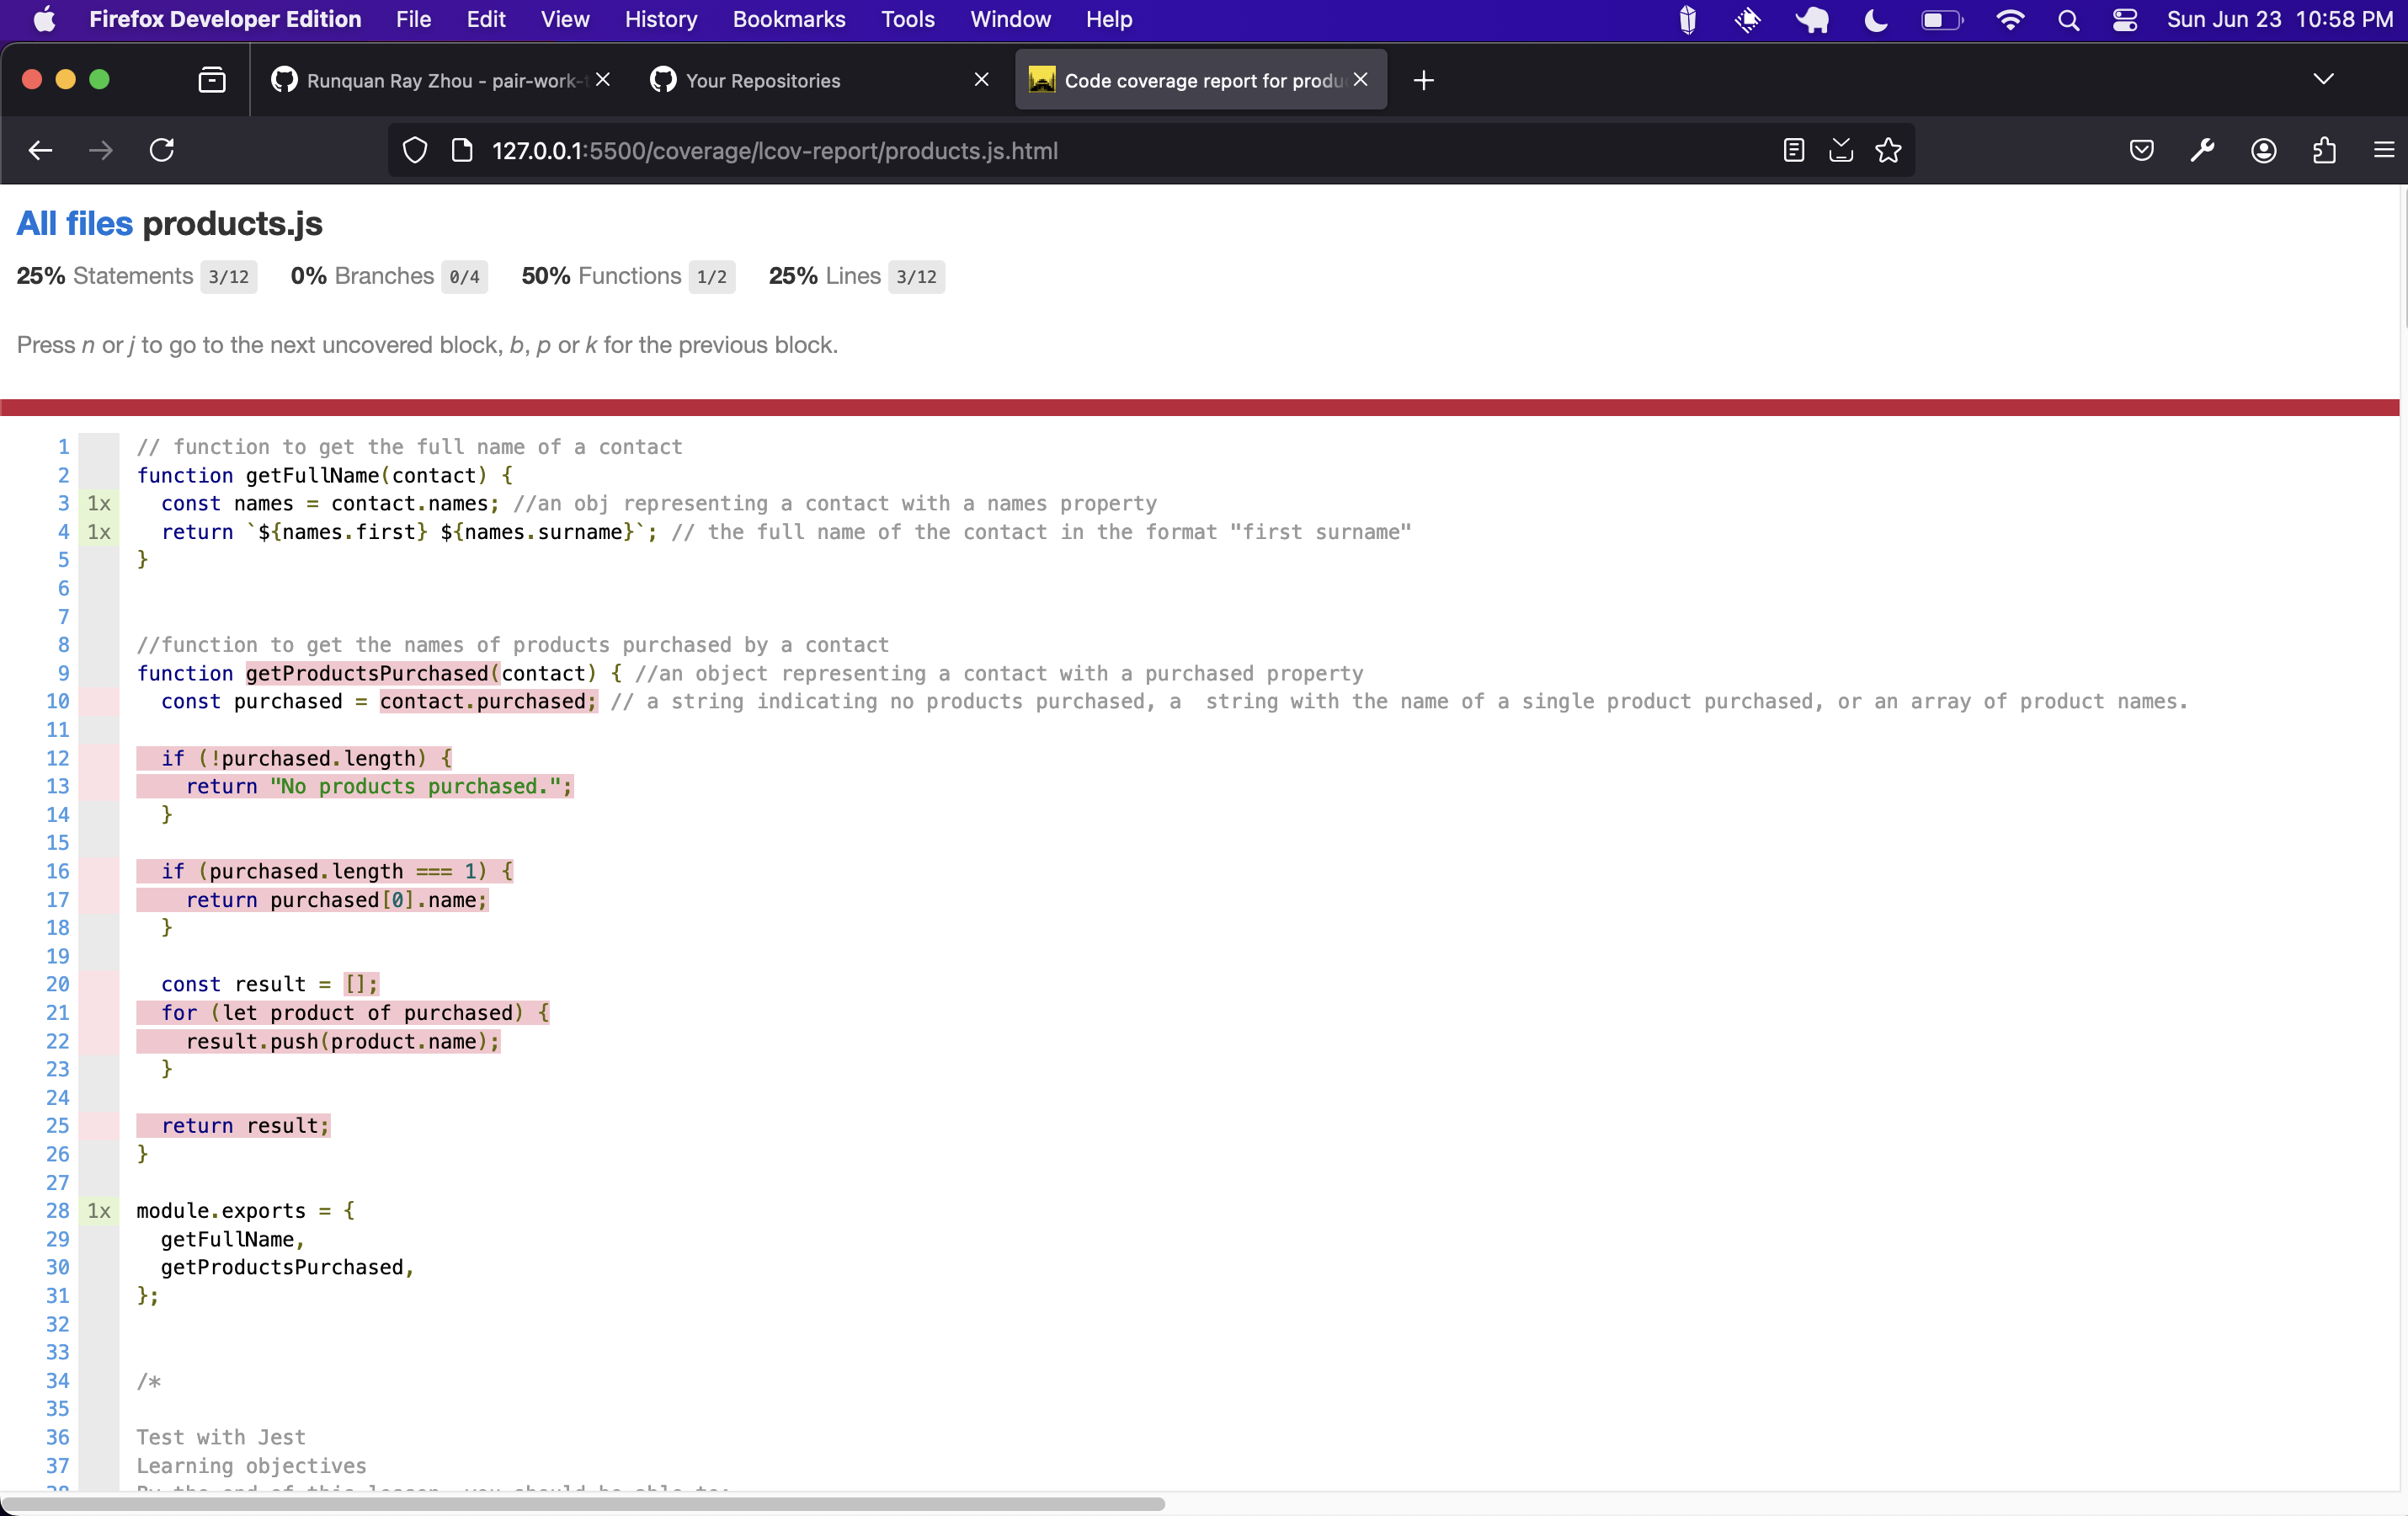 Firefox Developer Edition File Edit View History Bookmarks Tools Window Help Sun Jun 23 10:58 PM
Runquan Ray Zhou - pair-work- Your Repositories Code coverage report for produ
127.0.0.1:5500/coverage/lcov-report/products.js.html
All files products.js
25% Statements 3/12 0% Branches 0/4 50% Functions 1/2 25% Lines 3/12
Press n or j to go to the next uncovered block, b, p or k for the previous block.
1 // function to get the full name of a contact
2 function getFullName(contact) {
3 1x const names = contact.names; //an obj representing a contact with a names property
4 1x return `${names.first} ${names.surname}`; // the full name of the contact in the format "first surname"
5 }
6
7
8 //function to get the names of products purchased by a contact
9 function getProductsPurchased(contact) { //an object representing a contact with a purchased property
10 const purchased = contact.purchased; // a string indicating no products purchased, a  string with the name of a single product purchased, or an array of product names.
11
12 if (!purchased.length) {
13 return "No products purchased.";
14 }
15
16 if (purchased.length === 1) {
17 return purchased[0].name;
18 }
19
20 const result = [];
21 for (let product of purchased) {
22 result.push(product.name);
23 }
24
25 return result;
26 }
27
28 1x module.exports = {
29 getFullName,
30 getProductsPurchased,
31 };
32
33
34 /*
35
36 Test with Jest
37 Learning objectives
38 By the end of this lesson, you should be able to: